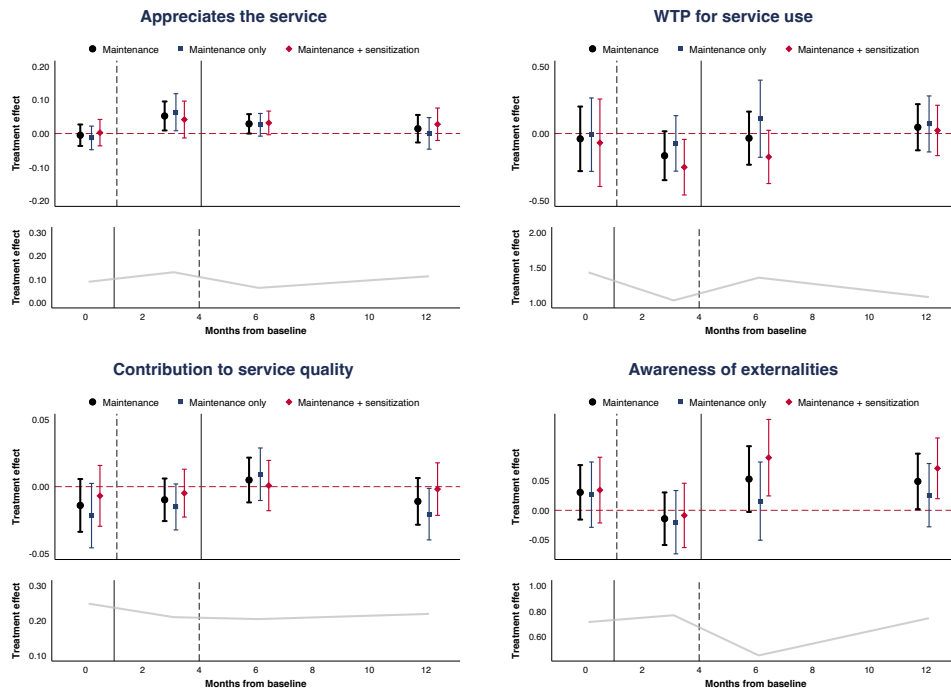 Appreciates the service
Maintenance Maintenance only Maintenance + sensitization
Treatment effect
0.20
0.10
0.00
-0.10
-0.20
Treatment effect
0.30
0.20
0.10
0.00
0 2 4 6 8 10 12
Months from baseline
WTP for service use
Maintenance Maintenance only Maintenance + sensitization
Treatment effect
0.50
0.00
-0.50
Treatment effect
2.00
1.50
1.00
0 2 4 6 8 10 12
Months from baseline
Contribution to service quality
Maintenance Maintenance only Maintenance + sensitization
Treatment effect
0.05
0.00
-0.05
Treatment effect
0.30
0.20
0.10
0 2 4 6 8 10 12
Months from baseline
Awareness of externalities
Maintenance Maintenance only Maintenance + sensitization
Treatment effect
0.05
0.00
-0.05
Treatment effect
1.00
0.80
0.60
0 2 4 6 8 10 12
Months from baseline